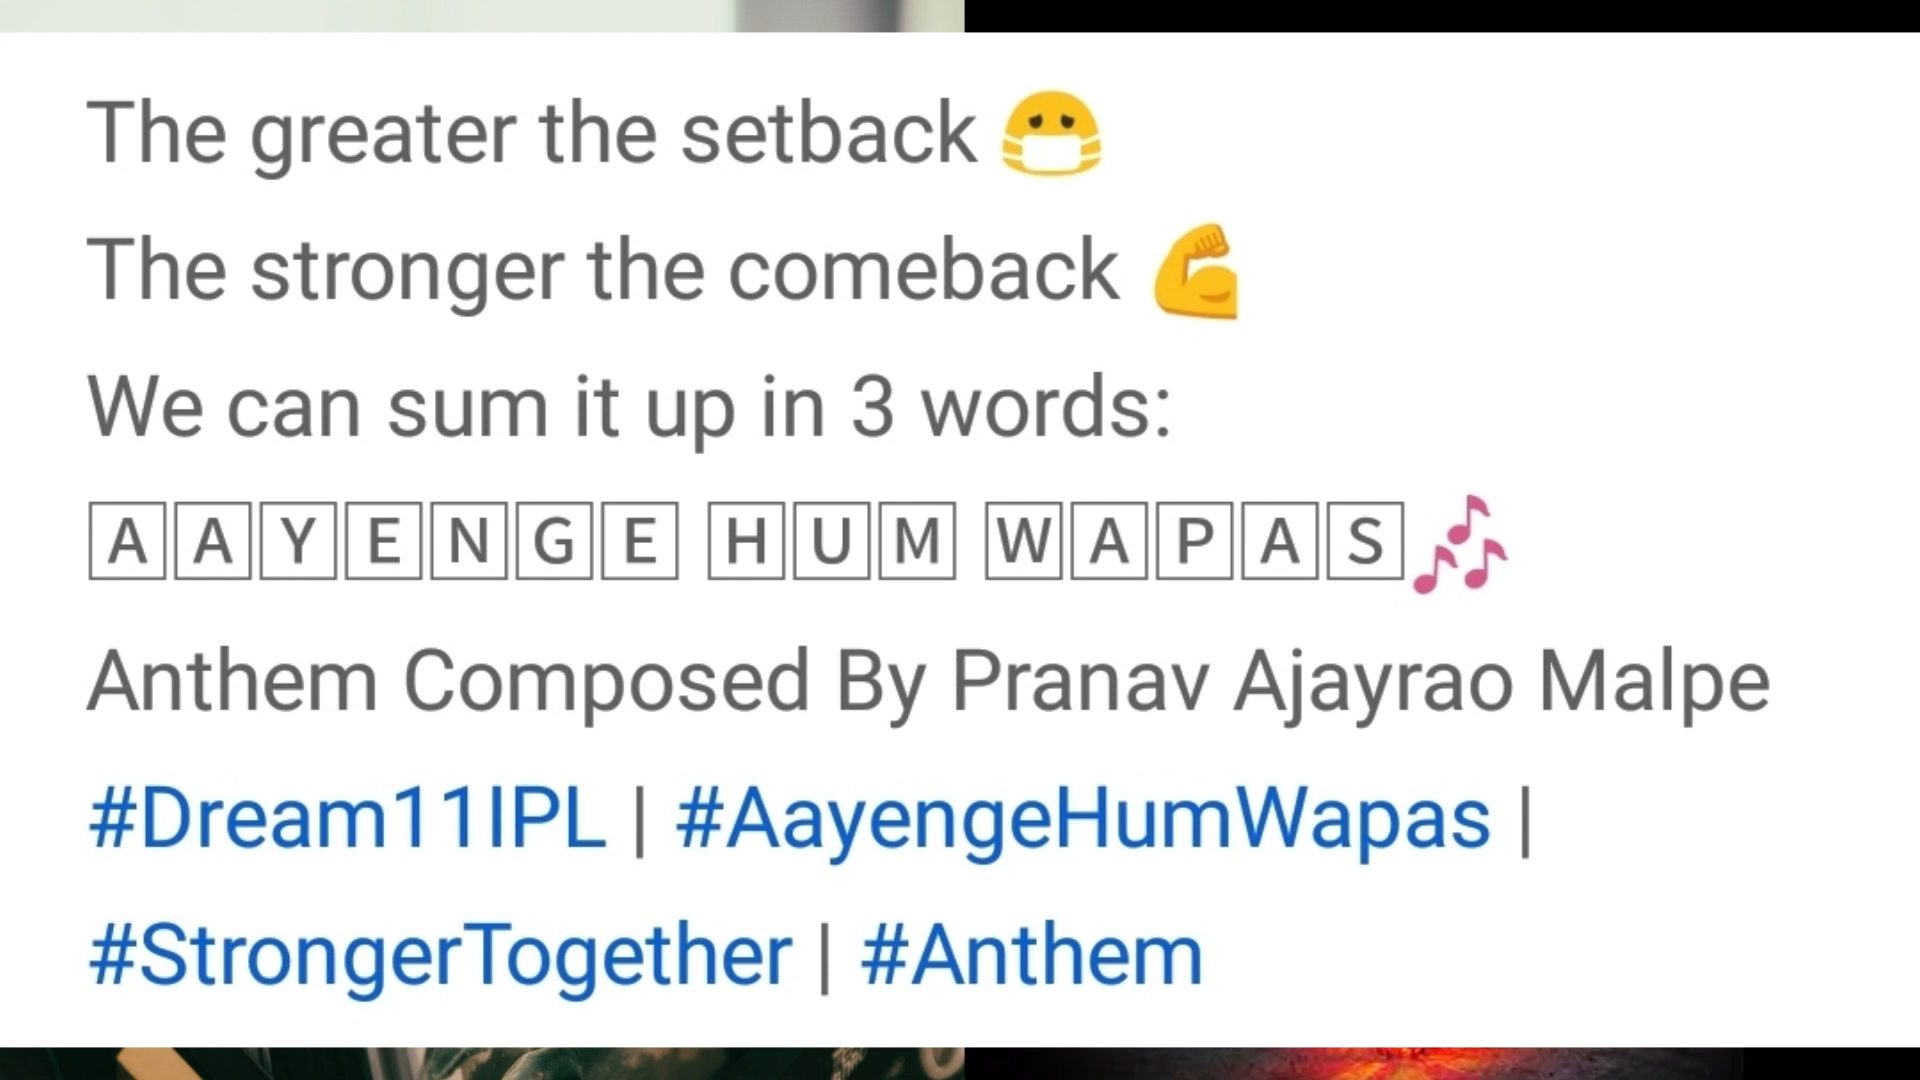 The greater the setback 😷
The stronger the comeback 💪
We can sum it up in 3 words:
🄰🄰🅈🄴🄽🄶🄴 🄷🅄🄼 🅆🄰🄿🄰🅂🎶
Anthem Composed By Pranav Ajayrao Malpe
#Dream11IPL | #AayengeHumWapas |
#StrongerTogether | #Anthem